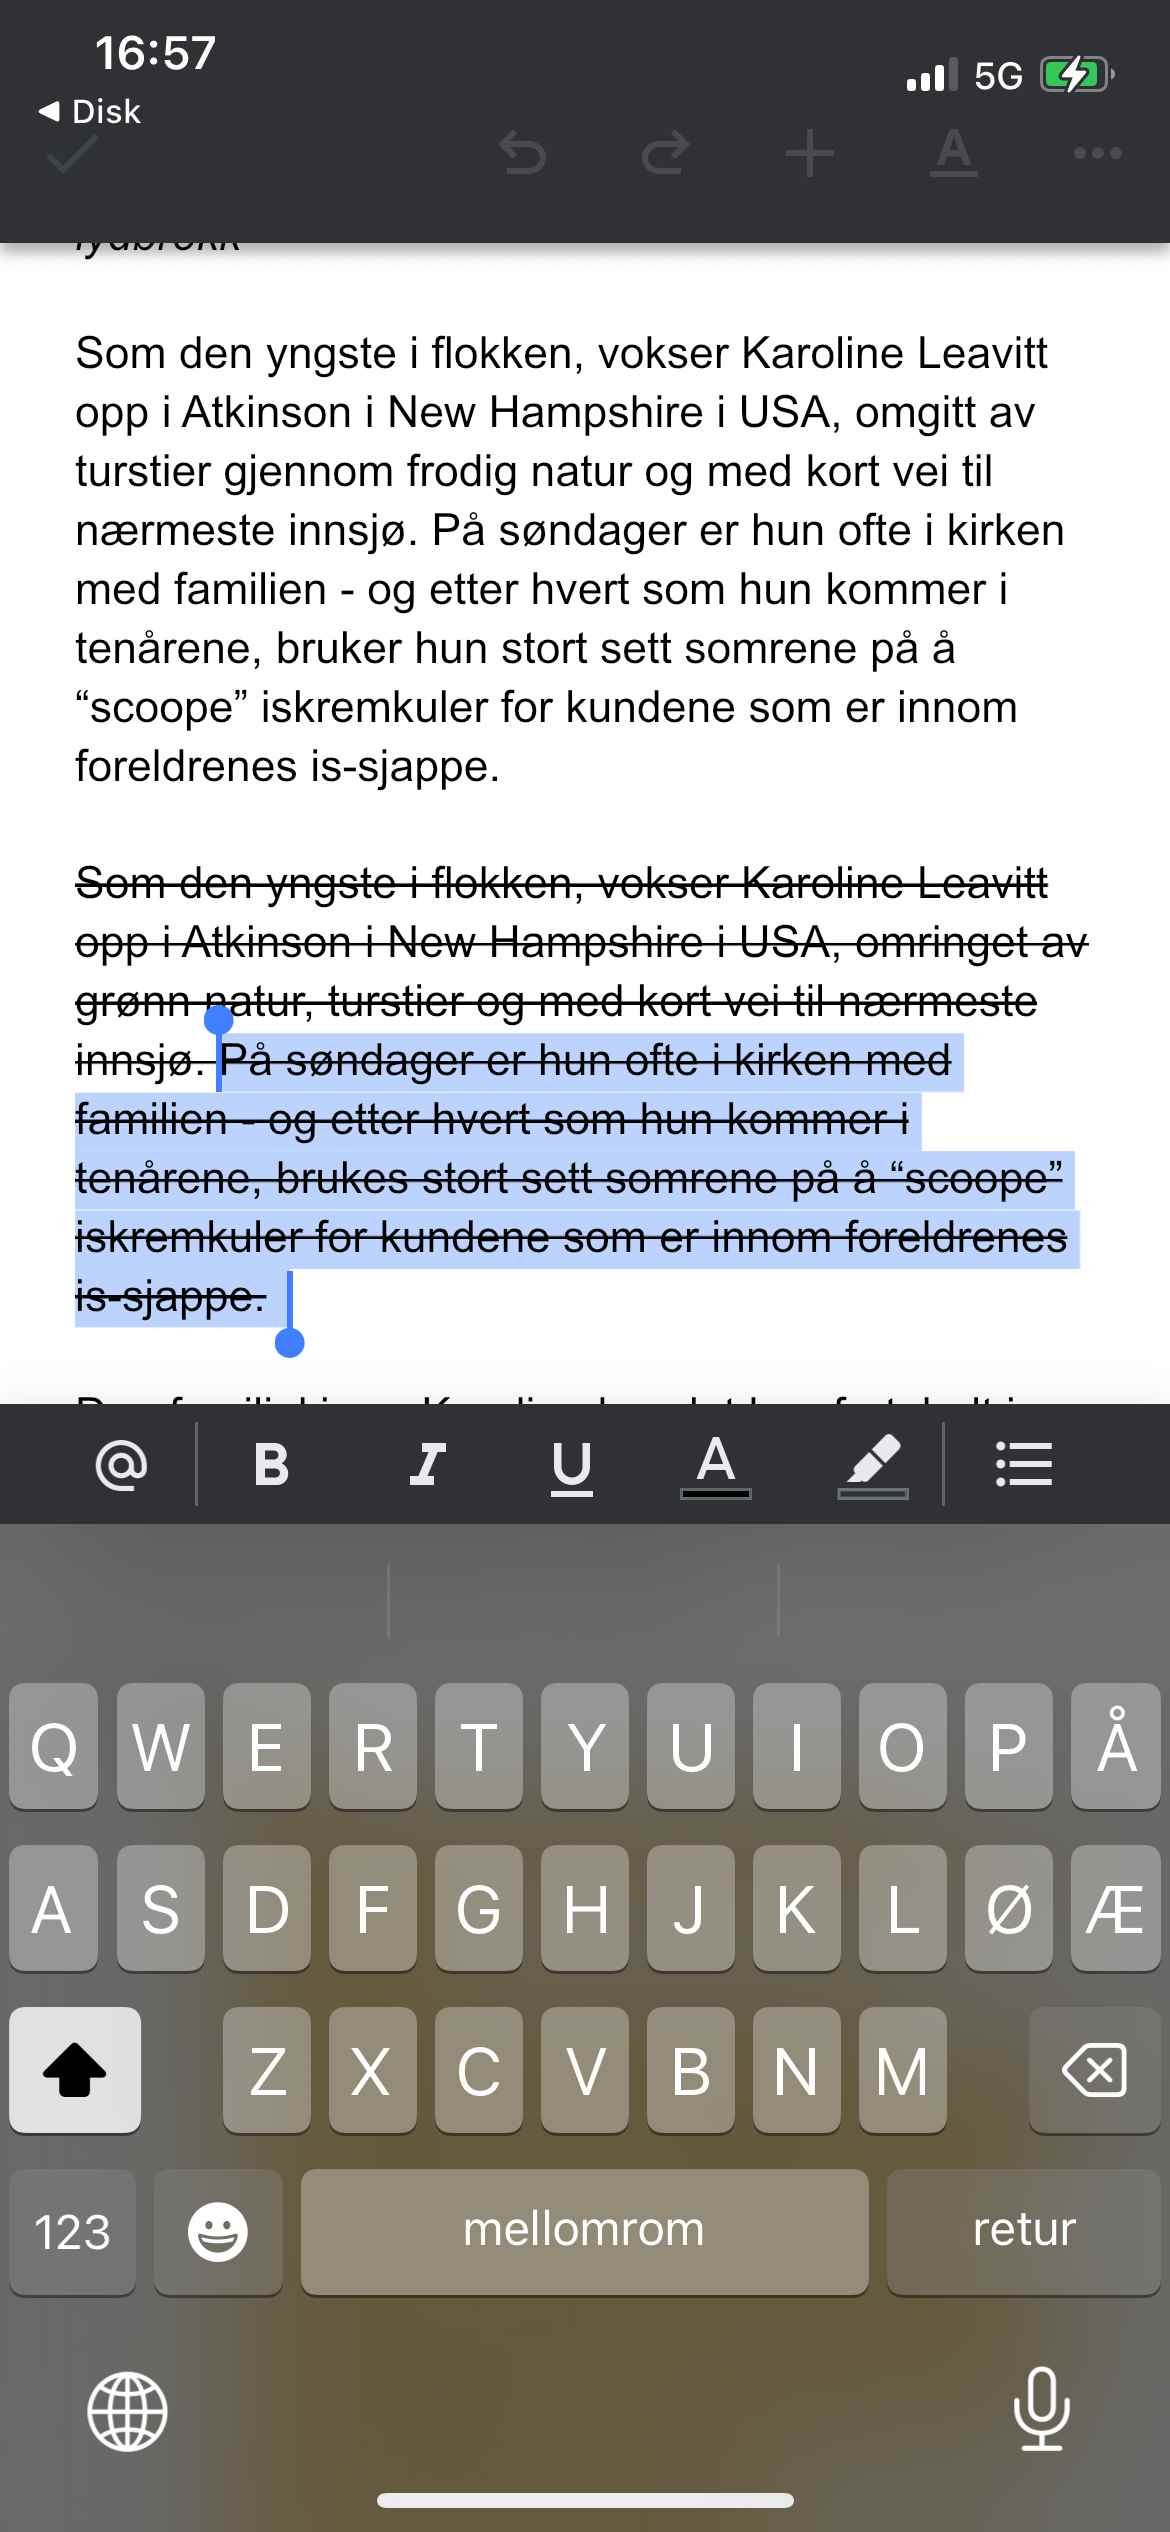 16:57
5G
◀ Disk
A
lydbrokk
Som den yngste i flokken, vokser Karoline Leavitt
opp i Atkinson i New Hampshire i USA, omgitt av
turstier gjennom frodig natur og med kort vei til
nærmeste innsjø. På søndager er hun ofte i kirken
med familien - og etter hvert som hun kommer i
tenårene, bruker hun stort sett somrene på å
“scoope” iskremkuler for kundene som er innom
foreldrenes is-sjappe.
Som den yngste i flokken, vokser Karoline Leavitt
opp i Atkinson i New Hampshire i USA, omringet av
grønn natur, turstier og med kort vei til nærmeste
innsjø. På søndager er hun ofte i kirken med
familien - og etter hvert som hun kommer i
tenårene, brukes stort sett somrene på å “scoope”
iskremkuler for kundene som er innom foreldrenes
is-sjappe.
@ B I U A
Q W E R T Y U I O P Å
A S D F G H J K L Ø Æ
Z X C V B N M
123 mellomrom retur